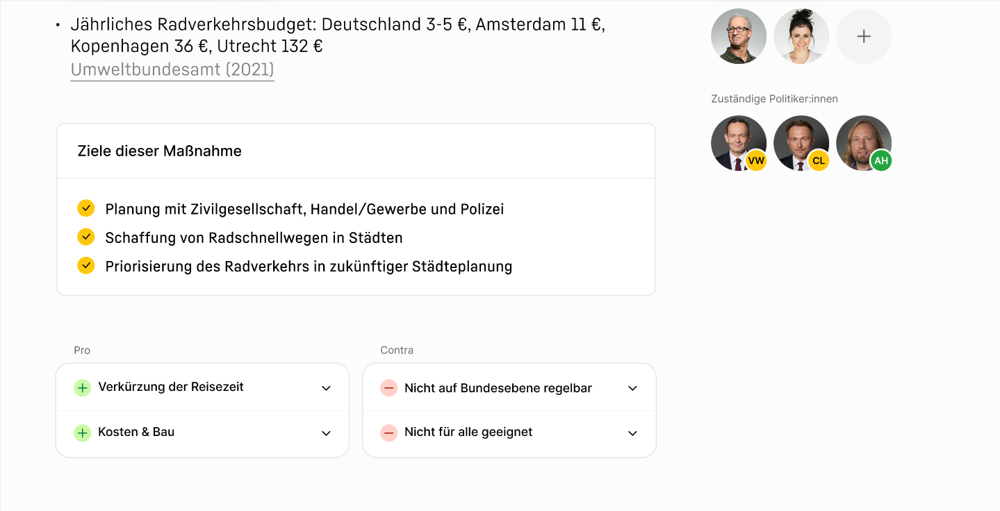 Jährliches Radverkehrsbudget: Deutschland 3-5 €, Amsterdam 11 €,
Kopenhagen 36 €, Utrecht 132 €
Umweltbundesamt (2021)
Zuständige Politiker:innen
VW
CL
AH
Ziele dieser Maßnahme
Planung mit Zivilgesellschaft, Handel/Gewerbe und Polizei
Schaffung von Radschnellwegen in Städten
Priorisierung des Radverkehrs in zukünftiger Städteplanung
Pro
Verkürzung der Reisezeit
Kosten & Bau
Contra
Nicht auf Bundesebene regelbar
Nicht für alle geeignet